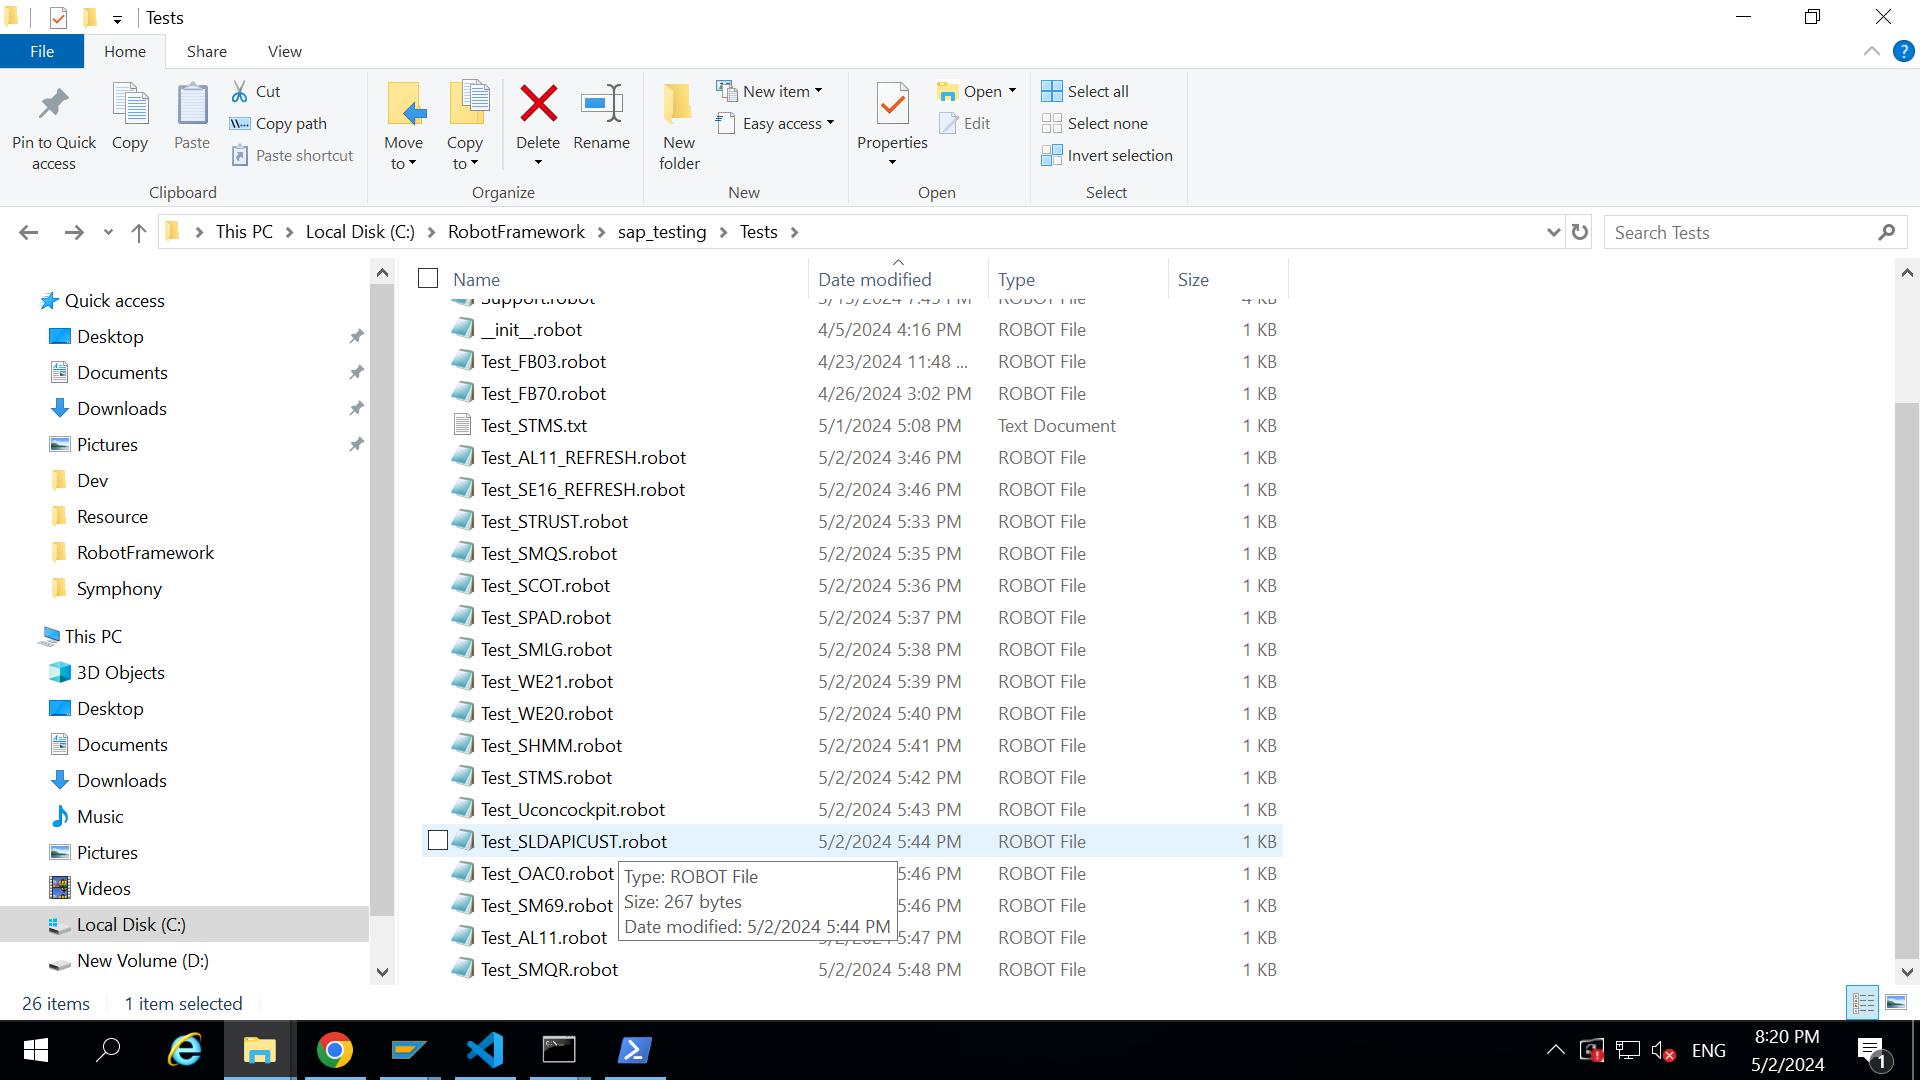 Tests
File
Home
Share
View
Pin to Quick access
Copy
Paste
Cut
Copy path
Paste shortcut
Clipboard
Move to
Copy to
Delete
Rename
Organize
New folder
New item
Easy access
New
Properties
Open
Edit
Open
Select all
Select none
Invert selection
Select
This PC > Local Disk (C:) > RobotFramework > sap_testing > Tests >
Search Tests
Quick access
Desktop
Documents
Downloads
Pictures
Dev
Resource
RobotFramework
Symphony
This PC
3D Objects
Desktop
Documents
Downloads
Music
Pictures
Videos
Local Disk (C:)
New Volume (D:)
Name Date modified Type Size
Support.robot ROBOT File 4 KB
__init__.robot 4/5/2024 4:16 PM ROBOT File 1 KB
Test_FB03.robot 4/23/2024 11:48 ... ROBOT File 1 KB
Test_FB70.robot 4/26/2024 3:02 PM ROBOT File 1 KB
Test_STMS.txt 5/1/2024 5:08 PM Text Document 1 KB
Test_AL11_REFRESH.robot 5/2/2024 3:46 PM ROBOT File 1 KB
Test_SE16_REFRESH.robot 5/2/2024 3:46 PM ROBOT File 1 KB
Test_STRUST.robot 5/2/2024 5:33 PM ROBOT File 1 KB
Test_SMQS.robot 5/2/2024 5:35 PM ROBOT File 1 KB
Test_SCOT.robot 5/2/2024 5:36 PM ROBOT File 1 KB
Test_SPAD.robot 5/2/2024 5:37 PM ROBOT File 1 KB
Test_SMLG.robot 5/2/2024 5:38 PM ROBOT File 1 KB
Test_WE21.robot 5/2/2024 5:39 PM ROBOT File 1 KB
Test_WE20.robot 5/2/2024 5:40 PM ROBOT File 1 KB
Test_SHMM.robot 5/2/2024 5:41 PM ROBOT File 1 KB
Test_STMS.robot 5/2/2024 5:42 PM ROBOT File 1 KB
Test_Uconcockpit.robot 5/2/2024 5:43 PM ROBOT File 1 KB
Test_SLDAPICUST.robot 5/2/2024 5:44 PM ROBOT File 1 KB
Test_OAC0.robot 5:46 PM ROBOT File 1 KB
Test_SM69.robot 5:46 PM ROBOT File 1 KB
Test_AL11.robot 5:47 PM ROBOT File 1 KB
Test_SMQR.robot 5/2/2024 5:48 PM ROBOT File 1 KB
Type: ROBOT File
Size: 267 bytes
Date modified: 5/2/2024 5:44 PM
26 items 1 item selected
ENG
8:20 PM
5/2/2024
1